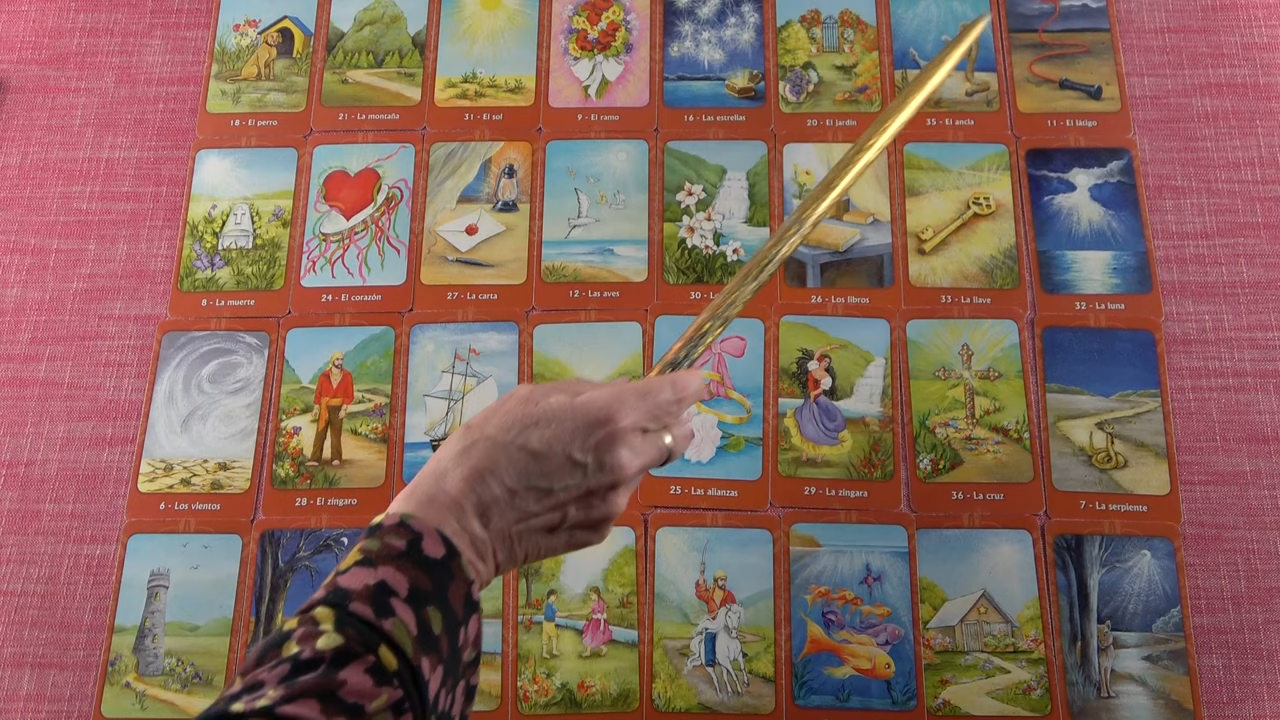 18 - El perro
21 - La montaña
31 - El sol
9 - El ramo
16 - Las estrellas
20 - El jardín
35 - El ancla
11 - El látigo
8 - La muerte
24 - El corazón
27 - La carta
12 - Las aves
30 -
26 - Los libros
33 - La llave
32 - La luna
6 - Los vientos
28 - El zíngaro
25 - Las alianzas
29 - La zíngara
36 - La cruz
7 - La serpiente